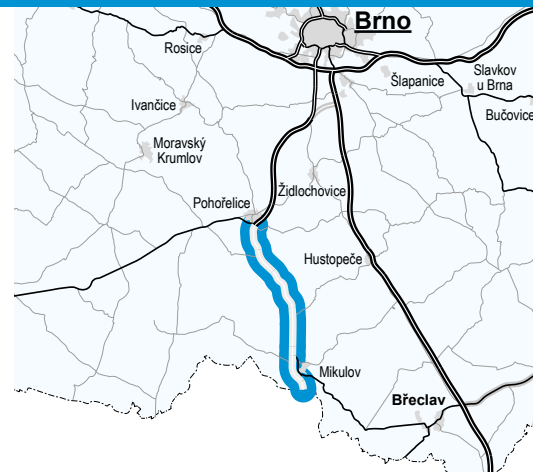 Brno
Rosice
Šlapanice
Slavkov
u Brna
Ivančice
Bučovice
Moravský
Krumlov
Židlochovice
Pohořelice
Hustopeče
Mikulov
Břeclav